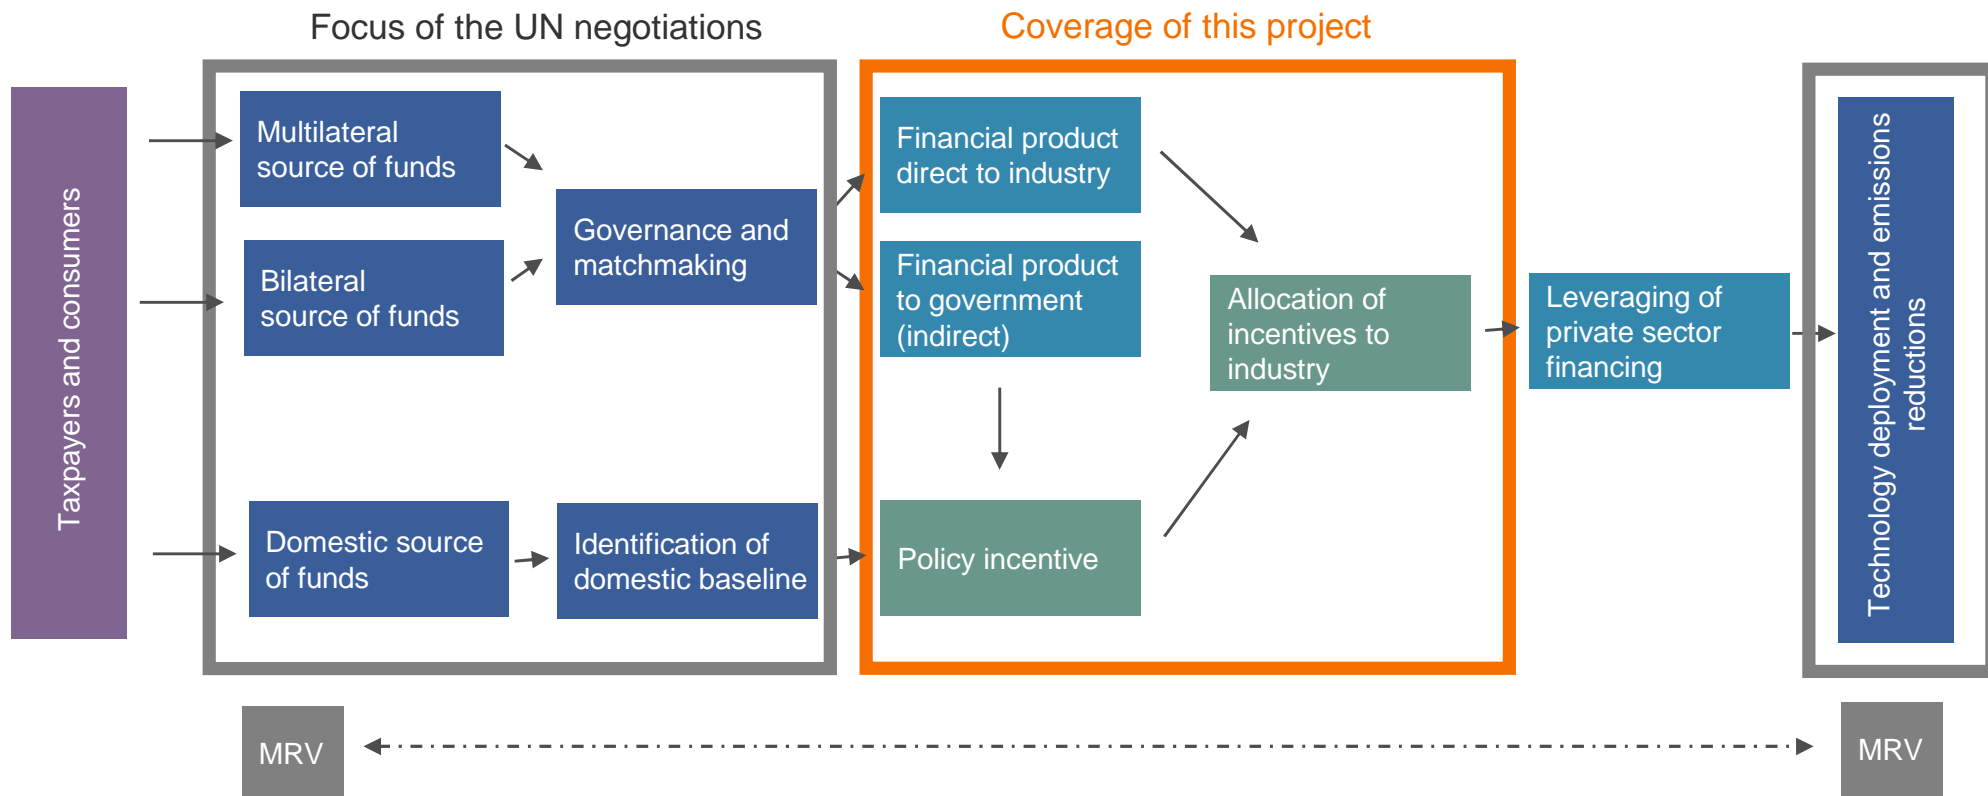 Focus of the UN negotiations
Coverage of this project
Taxpayers and consumers
Multilateral
source of funds
Bilateral
source of funds
Governance and
matchmaking
Domestic source
of funds
Identification of
domestic baseline
Financial product
direct to industry
Financial product
to government
(indirect)
Policy incentive
Allocation of
incentives to
industry
Leveraging of
private sector
financing
Technology deployment and emissions
reductions
MRV
MRV